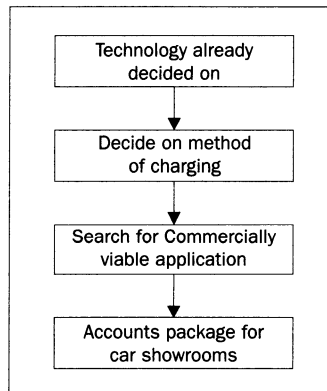 Technology already
decided on
Decide on method
of charging
Search for Commercially
viable application
Accounts package for
car showrooms